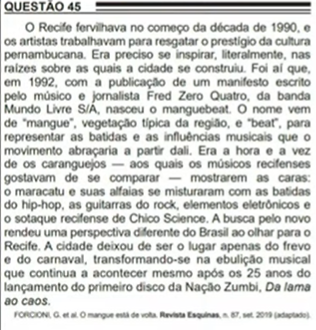 QUESTÃO 45
O Recife fervilhava no começo da década de 1990, e
os artistas trabalhavam para resgatar o prestígio da cultura
pernambucana. Era preciso se inspirar, literalmente, nas
raízes sobre as quais a cidade se construiu. Foi aí que,
em 1992, com a publicação de um manifesto escrito
pelo músico e jornalista Fred Zero Quatro, da banda
Mundo Livre S/A, nasceu o manguebeat. O nome vem
de “mangue”, vegetação típica da região, e “beat”, para
representar as batidas e as influências musicais que o
movimento abraçaria a partir dali. Era a hora e a vez
de os caranguejos — aos quais os músicos recifenses
gostavam de se comparar — mostrarem as caras:
o maracatu e suas alfaias se misturaram com as batidas
do hip-hop, as guitarras do rock, elementos eletrônicos e
o sotaque recifense de Chico Science. A busca pelo novo
rendeu uma perspectiva diferente do Brasil ao olhar para o
Recife. A cidade deixou de ser o lugar apenas do frevo
e do carnaval, transformando-se na ebulição musical
que continua a acontecer mesmo após os 25 anos do
lançamento do primeiro disco da Nação Zumbi, Da lama
ao caos.
FORCIONI, G. et al. O mangue está de volta. Revista Esquinas, n. 87, set. 2019 (adaptado).